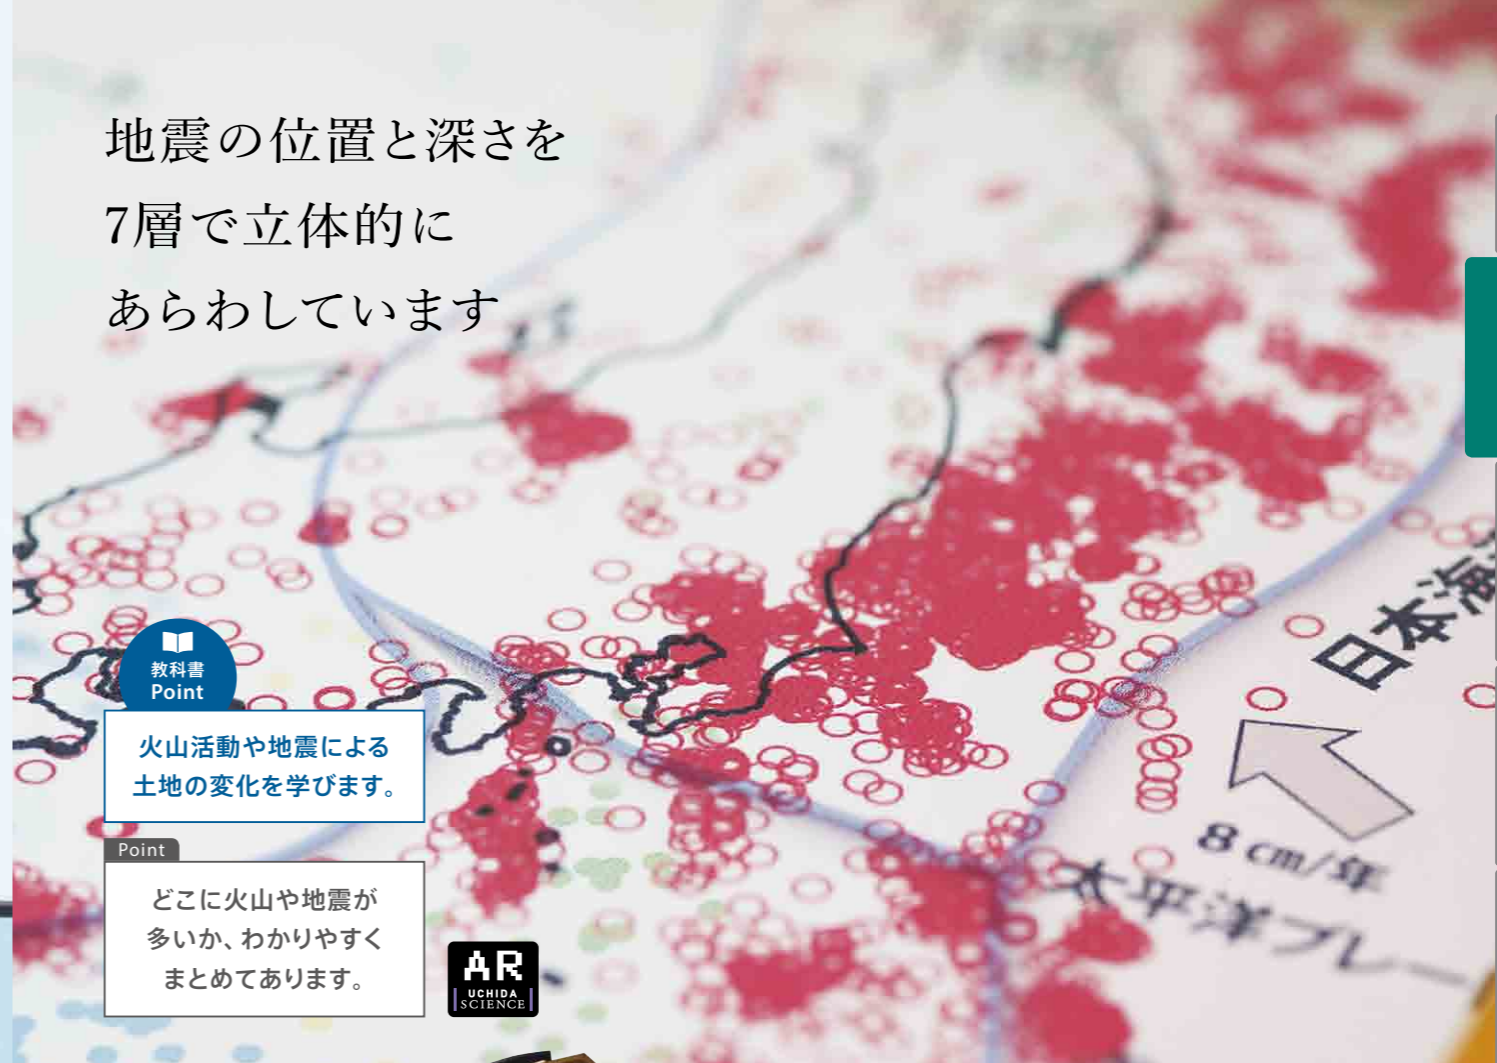 地震の位置と深さを
7層で立体的に
あらわしています
教科書
Point
火山活動や地震による
土地の変化を学びます。
Point
どこに火山や地震が
多いか、わかりやすく
まとめてあります。
AR
UCHIDA
SCIENCE
日本海
8 cm/年
太平洋プレー